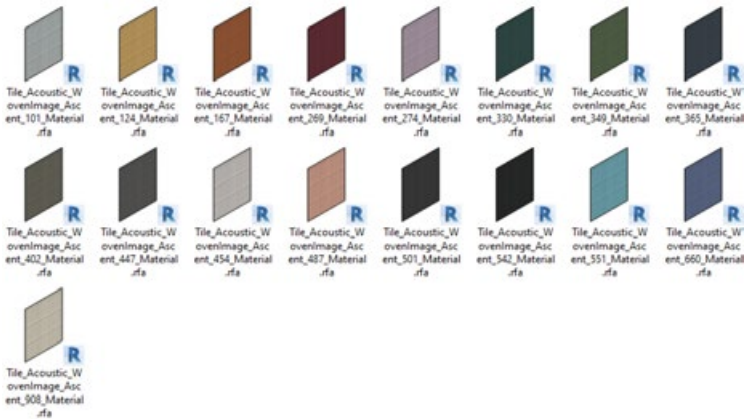 R R R R R R R R
Tile_Acoustic_W Tile_Acoustic_W Tile_Acoustic_W Tile_Acoustic_W Tile_Acoustic_W Tile_Acoustic_W Tile_Acoustic_W Tile_Acoustic_W
ovenImage_Asc ovenImage_Asc ovenImage_Asc ovenImage_Asc ovenImage_Asc ovenImage_Asc ovenImage_Asc ovenImage_Asc
ent_101_Material ent_124_Material ent_167_Material ent_269_Material ent_274_Material ent_330_Material ent_349_Material ent_365_Material
.rfa .rfa .rfa .rfa .rfa .rfa .rfa .rfa
R R R R R R R R
Tile_Acoustic_W Tile_Acoustic_W Tile_Acoustic_W Tile_Acoustic_W Tile_Acoustic_W Tile_Acoustic_W Tile_Acoustic_W Tile_Acoustic_W
ovenImage_Asc ovenImage_Asc ovenImage_Asc ovenImage_Asc ovenImage_Asc ovenImage_Asc ovenImage_Asc ovenImage_Asc
ent_402_Material ent_447_Material ent_454_Material ent_487_Material ent_501_Material ent_542_Material ent_551_Material ent_660_Material
.rfa .rfa .rfa .rfa .rfa .rfa .rfa .rfa
R
Tile_Acoustic_W
ovenImage_Asc
ent_908_Material
.rfa